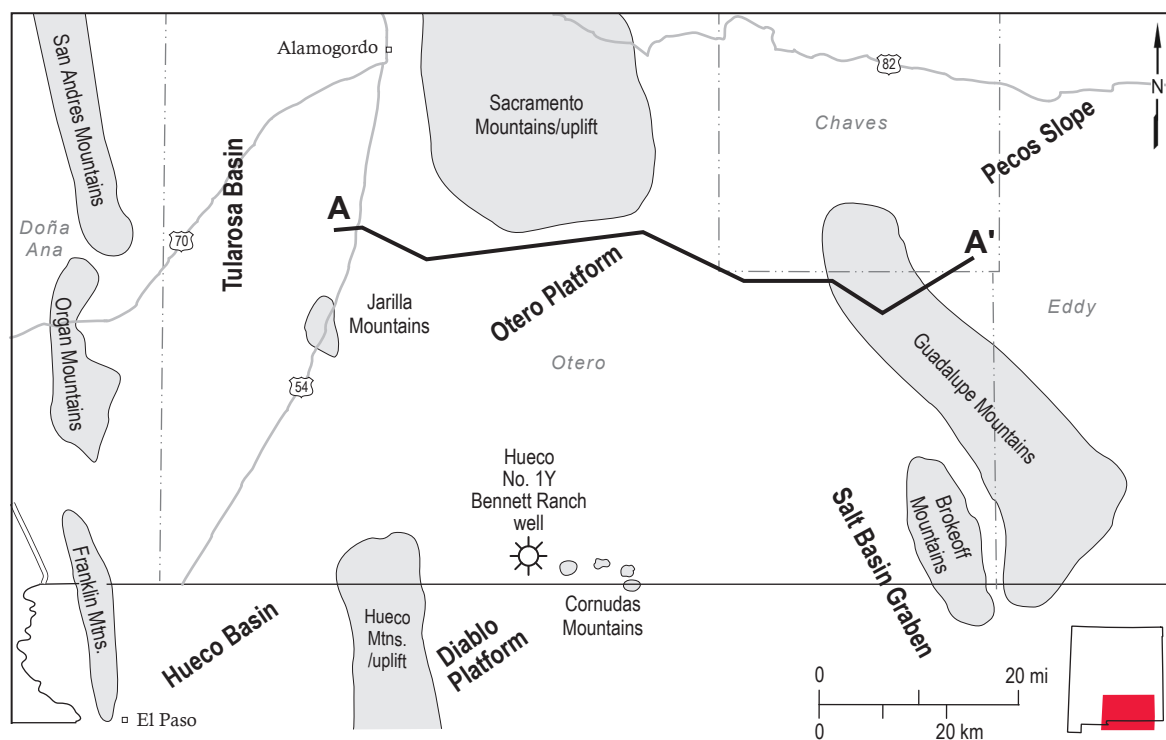 San Andres Mountains
Alamogordo
Sacramento
Mountains/uplift
82
N
Chaves
Pecos Slope
Tularosa Basin
Doña
Ana
70
A
A'
Otero Platform
Jarilla
Mountains
Organ Mountains
Eddy
Otero
54
Guadalupe Mountains
Hueco
No. 1Y
Bennett Ranch
well
Brokeoff
Mountains
Salt Basin Graben
Franklin Mtns.
Hueco Basin
Hueco
Mtns.
/uplift
Diablo
Platform
Cornudas
Mountains
0
20 mi
0
20 km
El Paso